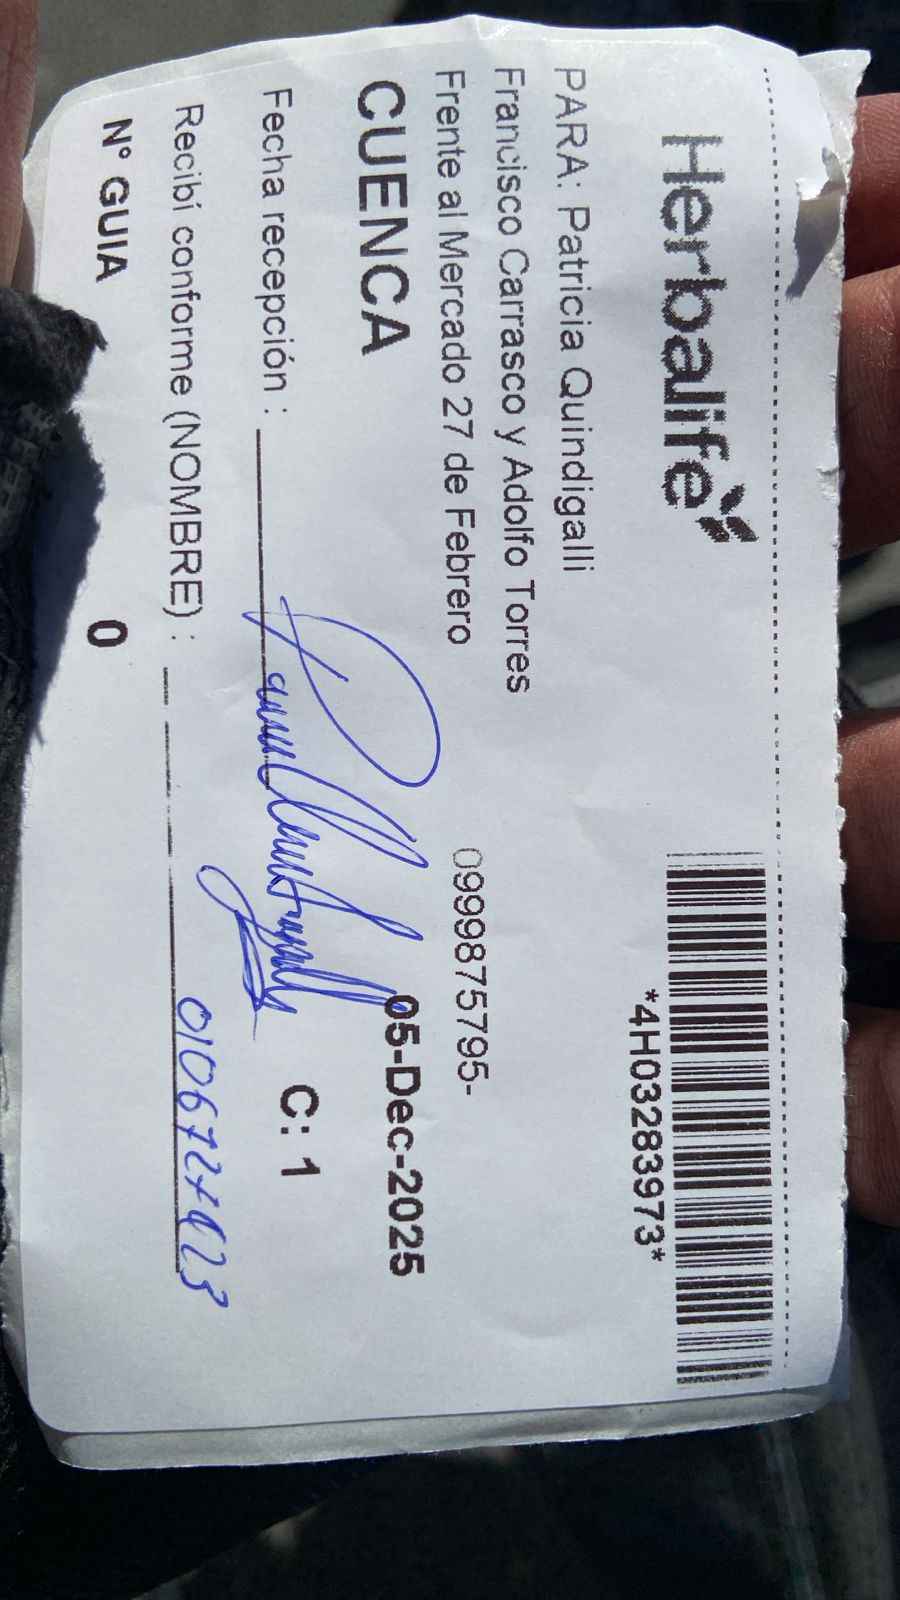 Herbalife
*4H03283973*
PARA: Patricia Quindigalli
Francisco Carrasco y Adolfo Torres
Frente al Mercado 27 de Febrero
0999875795-
CUENCA
05-Dec-2025
Fecha recepción :
C: 1
Recibí conforme (NOMBRE) :
N° GUIA
0